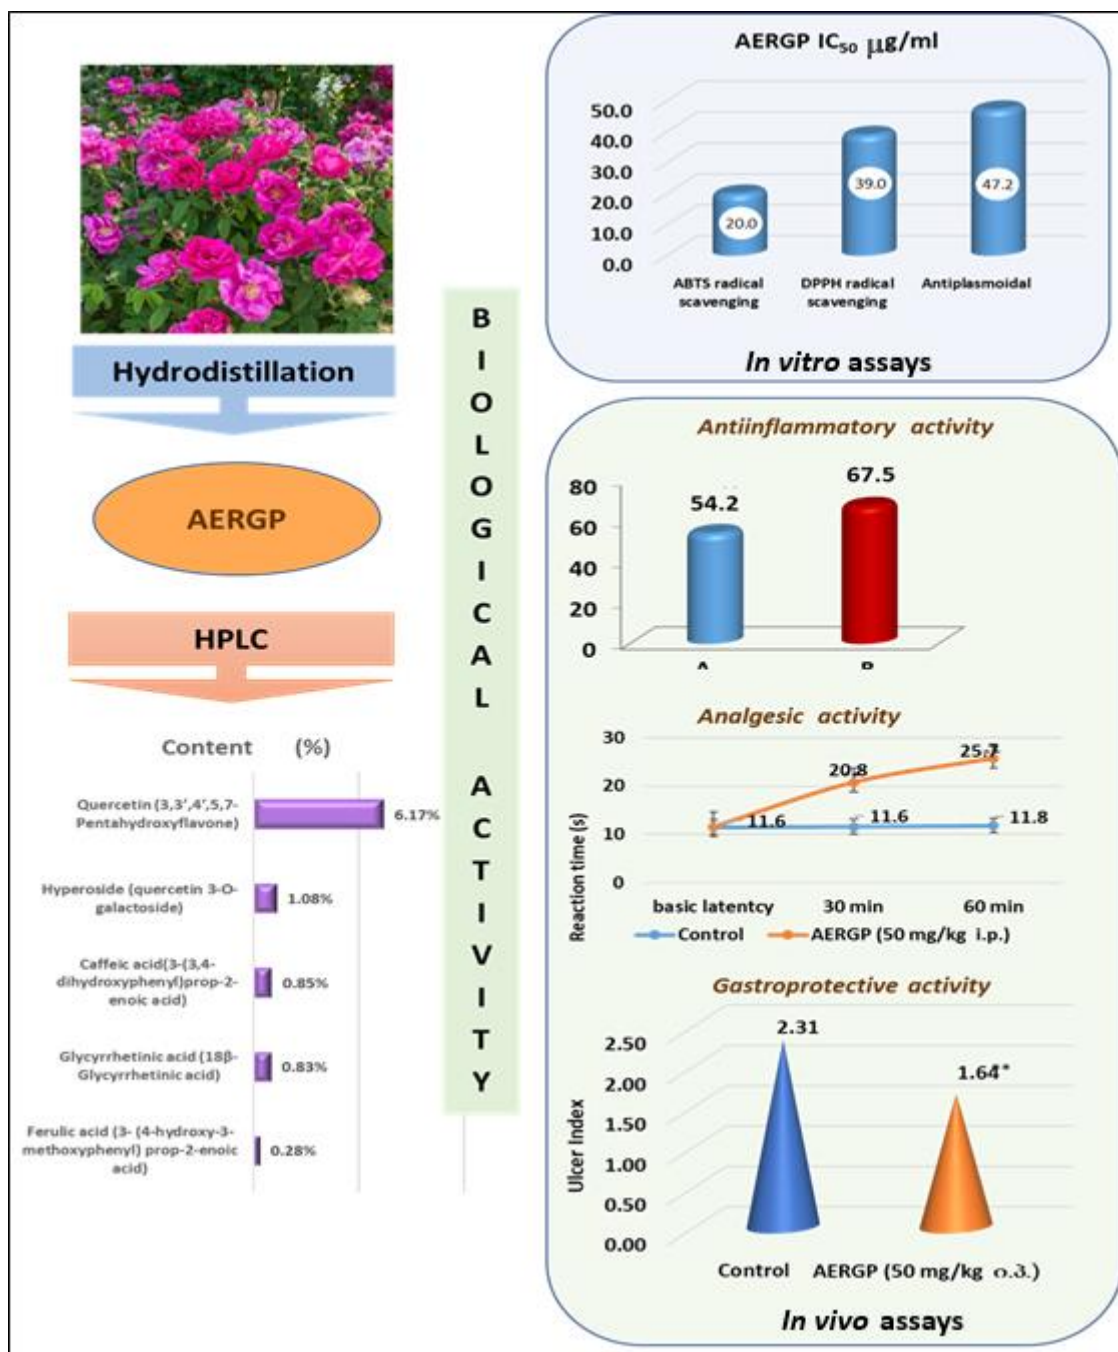 Hydrodistillation
AERGP
HPLC
Content (%)
Quercetin (3,3',4',5,7-
Pentahydroxyflavone)
6.17%
Hyperoside (quercetin 3-O-
galactoside)
1.08%
Caffeic acid(3-(3,4-
dihydroxyphenyl)prop-2-
enoic acid)
0.85%
Glycyrrhetinic acid (18β-
Glycyrrhetinic acid)
0.83%
Ferulic acid (3- (4-hydroxy-3-
methoxyphenyl) prop-2-enoic
acid)
0.28%
BIOLOGICAL ACTIVITY
AERGP IC₅₀ μg/ml
50.0
40.0
30.0
20.0
10.0
0.0
20.0
39.0
47.2
ABTS radical
scavenging
DPPH radical
scavenging
Antiplasmoidal
In vitro assays
Antiinflammatory activity
80
60
40
20
0
54.2
67.5
A
Analgesic activity
Reaction time (s)
30
20
10
0
11.6
20.8
11.6
25.7
11.8
basic latentcy
30 min
60 min
Control
AERGP (50 mg/kg i.p.)
Gastroprotective activity
Ulcer Index
2.50
2.00
1.50
1.00
0.50
0.00
2.31
1.64**
Control
AERGP (50 mg/kg o.з.)
In vivo assays